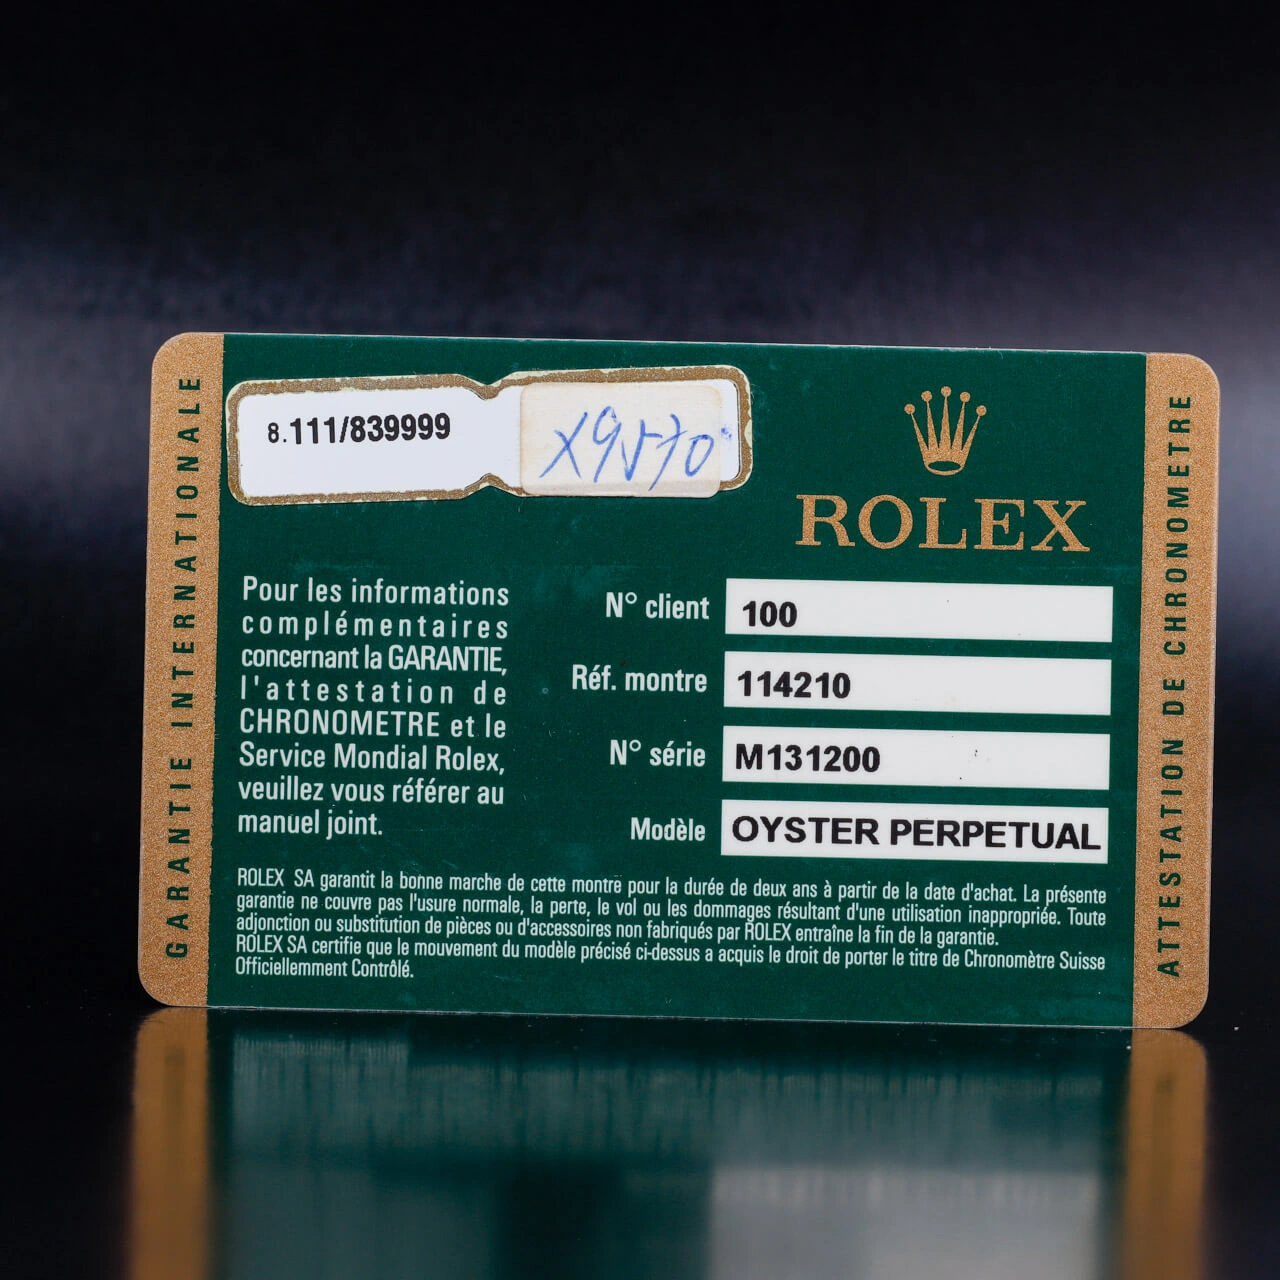 GARANTIE INTERNATIONALE
8.111/839999
X9570
ROLEX
Pour les informations
complémentaires
concernant la GARANTIE,
l'attestation de
CHRONOMETRE et le
Service Mondial Rolex,
veuillez vous référer au
manuel joint.
N° client 100
Réf. montre 114210
N° série M131200
Modèle OYSTER PERPETUAL
ROLEX SA garantit la bonne marche de cette montre pour la durée de deux ans à partir de la date d'achat. La présente
garantie ne couvre pas l'usure normale, la perte, le vol ou les dommages résultant d'une utilisation inappropriée. Toute
adjonction ou substitution de pièces ou d'accessoires non fabriqués par ROLEX entraîne la fin de la garantie.
ROLEX SA certifie que le mouvement du modèle précisé ci-dessus a acquis le droit de porter le titre de Chronomètre Suisse
Officiellemment Contrôlé.
ATTESTATION DE CHRONOMETRE